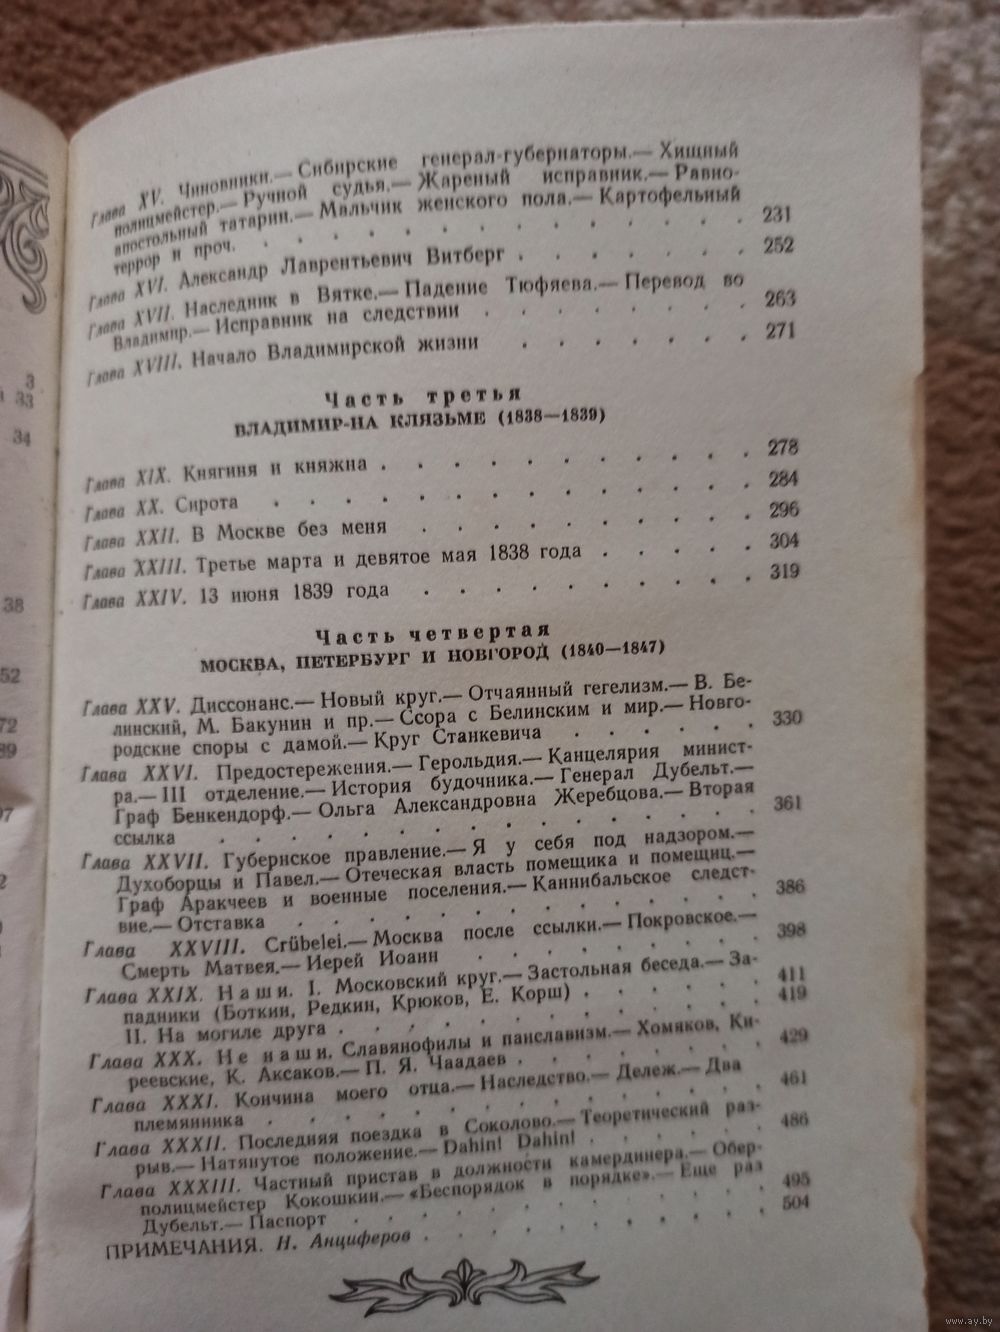 Глава XV. Чиновники.— Сибирские генерал-губернаторы.— Хищный
полицмейстер.— Ручной судья.— Жареный исправник.— Равно-
апостольный татарин.— Мальчик женского пола.— Картофельный
террор и проч. . . . . . . . . . . . . . 231
Глава XVI. Александр Лаврентьевич Витберг . . . . . . . 252
Глава XVII. Наследник в Вятке.— Падение Тюфяева.— Перевод во
Владимир.— Исправник на следствии . . . . . . . . 263
Глава XVIII. Начало Владимирской жизни . . . . . . . 271
Часть третья
ВЛАДИМИР-НА КЛЯЗЬМЕ (1838—1839)
Глава XIX. Княгиня и княжна . . . . . . . . . . . 278
Глава XX. Сирота . . . . . . . . . . . . . . 284
Глава XXII. В Москве без меня . . . . . . . . . . 296
Глава XXIII. Третье марта и девятое мая 1838 года . . . . . 304
Глава XXIV. 13 июня 1839 года . . . . . . . . . . 319
Часть четвертая
МОСКВА, ПЕТЕРБУРГ И НОВГОРОД (1840—1847)
Глава XXV. Диссонанс.— Новый круг.— Отчаянный гегелизм.— В. Бе-
линский, М. Бакунин и пр.— Ссора с Белинским и мир.— Новго-
родские споры с дамой.— Круг Станкевича . . . . . . 330
Глава XXVI. Предостережения.— Герольдия.— Канцелярия минист-
ра.— III отделение.— История будочника.— Генерал Дубельт.—
Граф Бенкендорф.— Ольга Александровна Жеребцова.— Вторая
ссылка . . . . . . . . . . . . . . . . 361
Глава XXVII. Губернское правление.— Я у себя под надзором.—
Духоборцы и Павел.— Отеческая власть помещика и помещиц.—
Граф Аракчеев и военные поселения.— Каннибальское следст-
вие.— Отставка . . . . . . . . . . . . . 386
Глава XXVIII. Crübelei.— Москва после ссылки.— Покровское.—
Смерть Матвея.— Иерей Иоанн . . . . . . . . 398
Глава XXIX. Наши. I. Московский круг.— Застольная беседа.— За-
падники (Боткин, Редкин, Крюков, Е. Корш) . . . . . 411
II. На могиле друга . . . . . . . . . . . . 419
Глава XXX. Не наши. Славянофилы и панславизм.— Хомяков, Ки-
реевские, К. Аксаков.— П. Я. Чаадаев . . . . . . . 429
Глава XXXI. Кончина моего отца.— Наследство.— Дележ.— Два
племянника . . . . . . . . . . . . . . 461
Глава XXXII. Последняя поездка в Соколово.— Теоретический раз-
рыв.— Натянутое положение.— Dahin! Dahin! . . . . . 486
Глава XXXIII. Частный пристав в должности камердинера.— Обер-
полицмейстер Кокошкин.— «Беспорядок в порядке».— Еще раз
Дубельт.— Паспорт . . . . . . . . . . . . 495
ПРИМЕЧАНИЯ. Н. Анциферов . . . . . . . . . . 504
3
33
34
38
52
72
89
www.ay.by